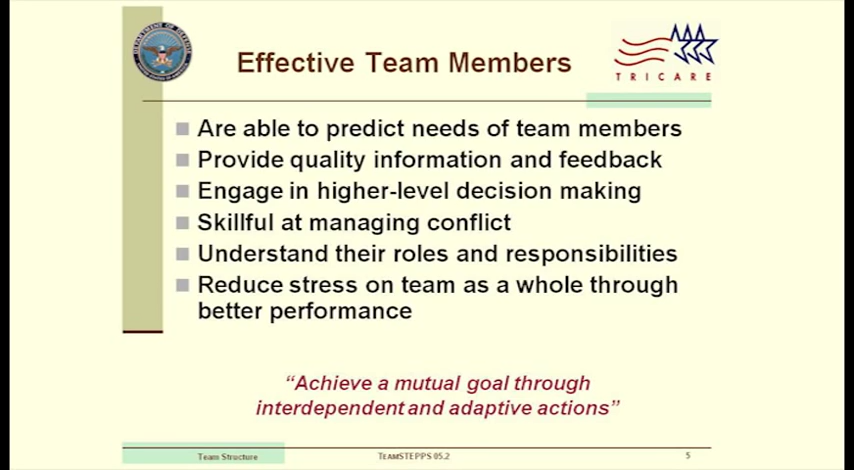 Effective Team Members
TRICARE
Are able to predict needs of team members
Provide quality information and feedback
Engage in higher-level decision making
Skillful at managing conflict
Understand their roles and responsibilities
Reduce stress on team as a whole through
better performance
“Achieve a mutual goal through
interdependent and adaptive actions”
Team Structure
TEAMSTEPPS 05.2
5